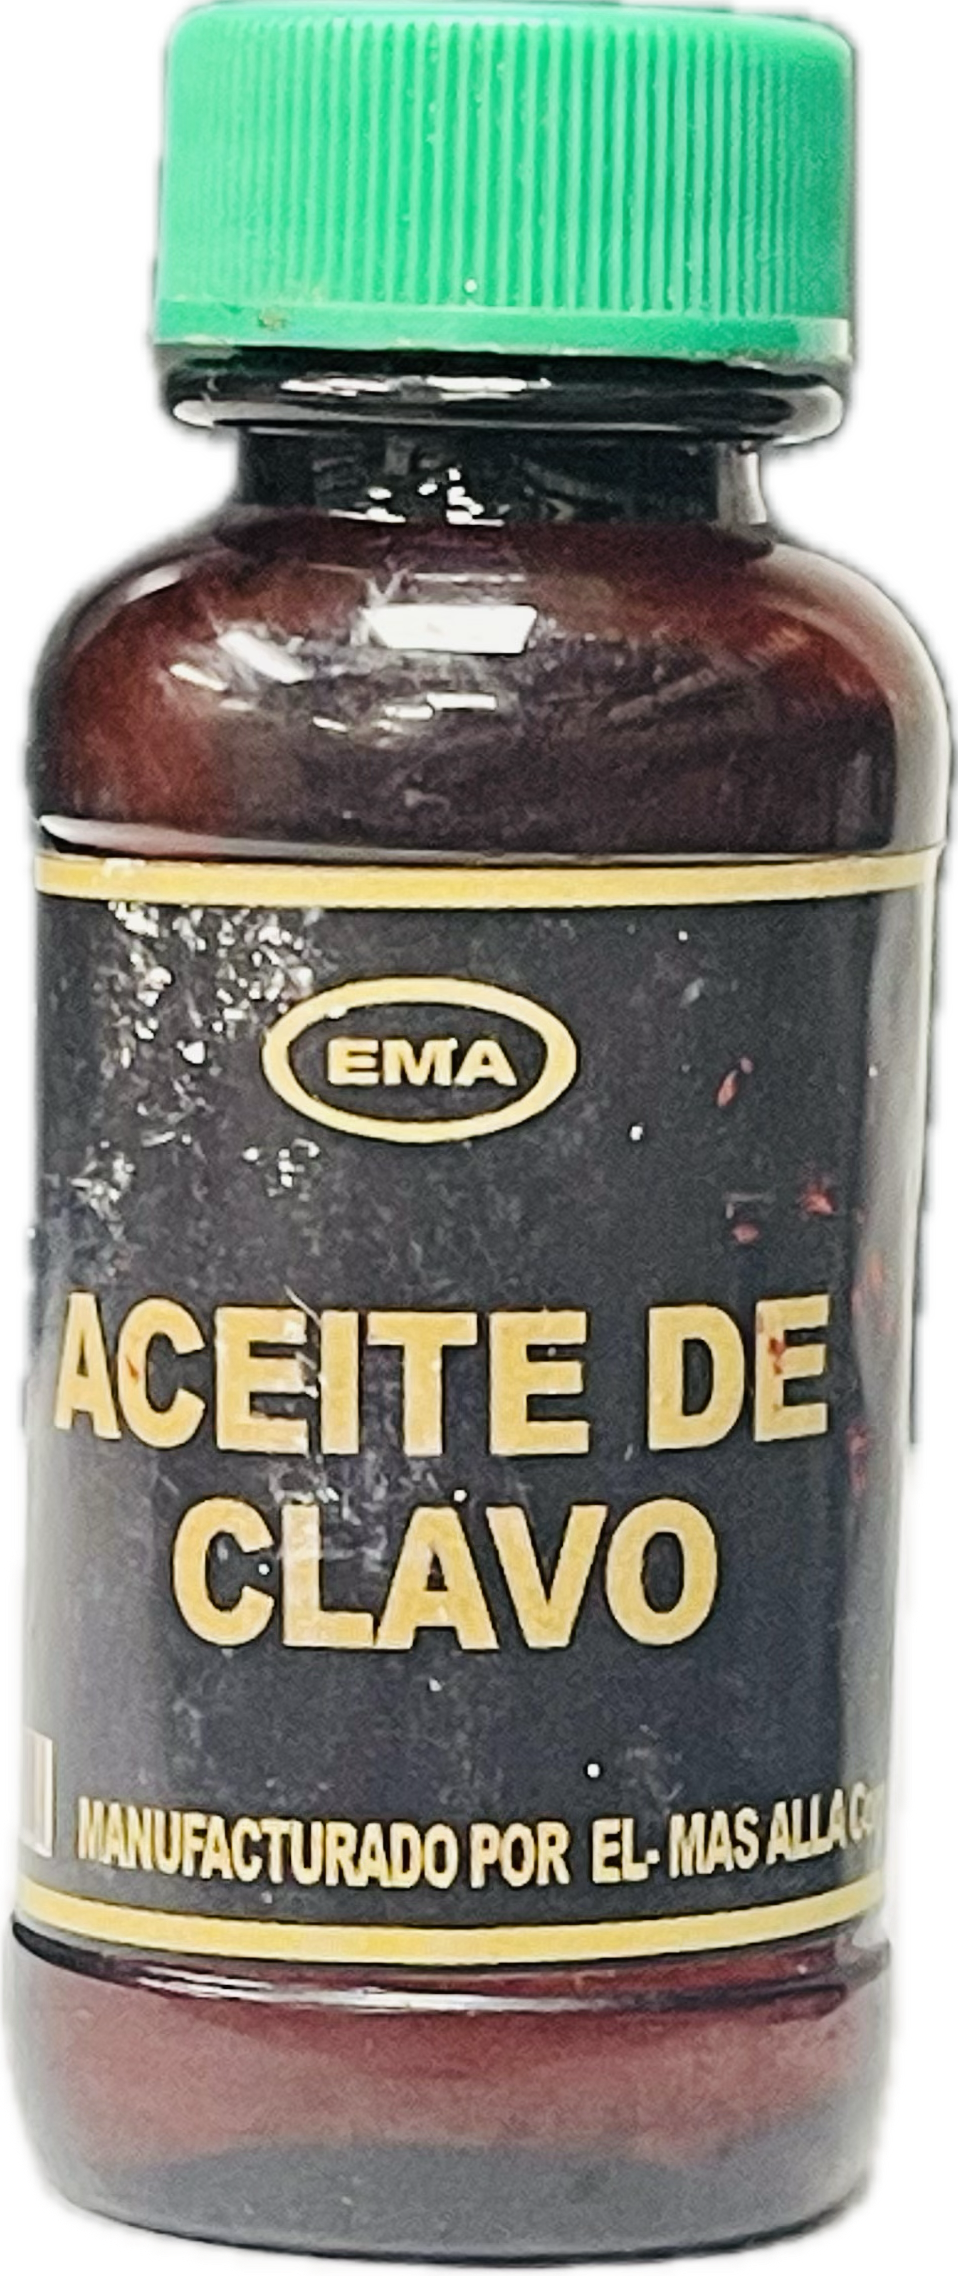 EMA
ACEITE DE
CLAVO
MANUFACTURADO POR EL- MAS ALLA